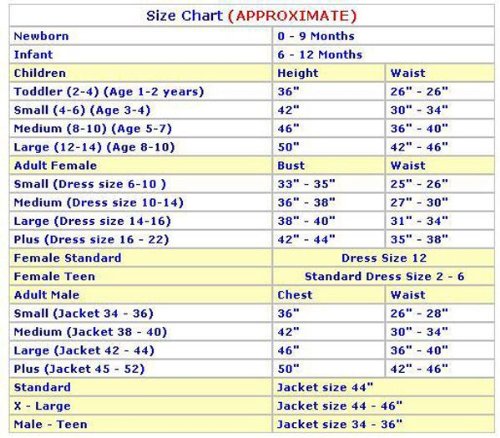 Size Chart (APPROXIMATE)
Newborn 0 - 9 Months
Infant 6 - 12 Months
Children Height Waist
Toddler (2-4) (Age 1-2 years) 36" 26" - 26"
Small (4-6) (Age 3-4) 42" 30" - 34"
Medium (8-10) (Age 5-7) 46" 36" - 40"
Large (12-14) (Age 8-10) 50" 42" - 46"
Adult Female Bust Waist
Small (Dress size 6-10 ) 33" - 35" 25" - 26"
Medium (Dress size 10-14) 36" - 38" 27" - 30"
Large (Dress size 14-16) 38" - 40" 31" - 34"
Plus (Dress size 16 - 22) 42" - 44" 35" - 38"
Female Standard Dress Size 12
Female Teen Standard Dress Size 2 - 6
Adult Male Chest Waist
Small (Jacket 34 - 36) 36" 26" - 28"
Medium (Jacket 38 - 40) 42" 30" - 34"
Large (Jacket 42 - 44) 46" 36" - 40"
Plus (Jacket 45 - 52) 50" 42" - 46"
Standard Jacket size 44"
X - Large Jacket size 44 - 46"
Male - Teen Jacket size 34 - 36"